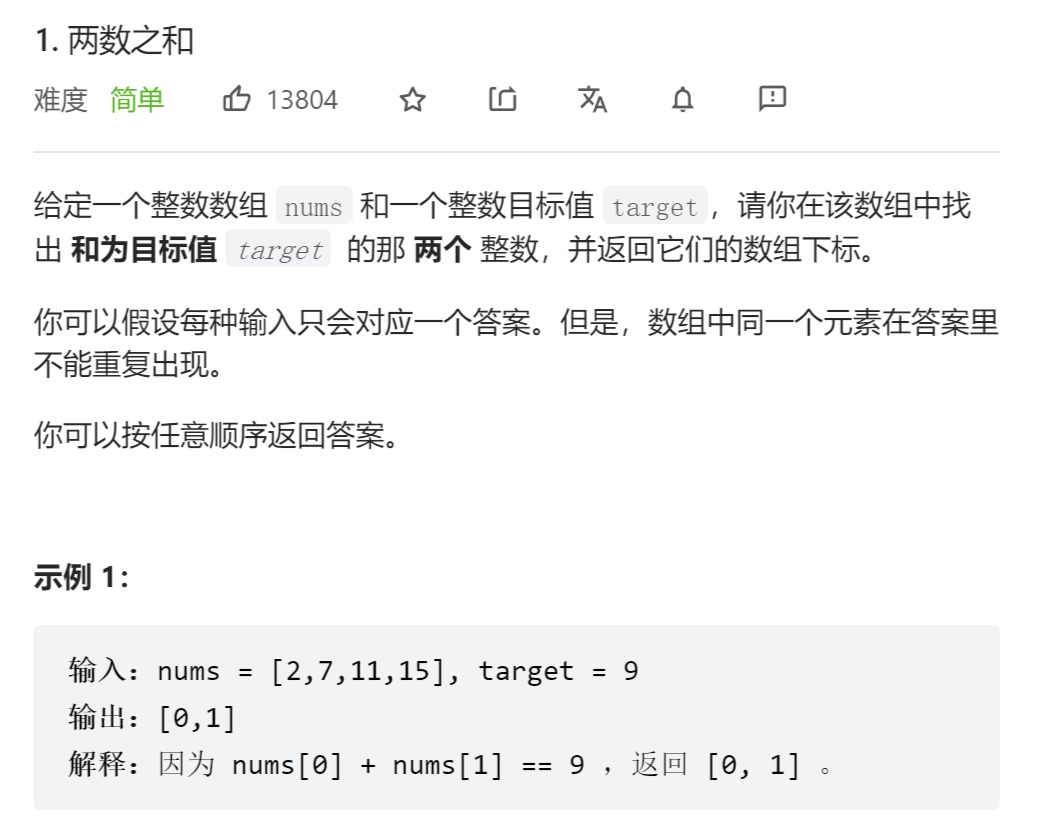 1. 两数之和
难度 简单 13804
给定一个整数数组 nums 和一个整数目标值 target，请你在该数组中找
出 和为目标值 target 的那 两个 整数，并返回它们的数组下标。
你可以假设每种输入只会对应一个答案。但是，数组中同一个元素在答案里
不能重复出现。
你可以按任意顺序返回答案。
示例 1：
输入：nums = [2,7,11,15], target = 9
输出：[0,1]
解释：因为 nums[0] + nums[1] == 9 ，返回 [0, 1] 。